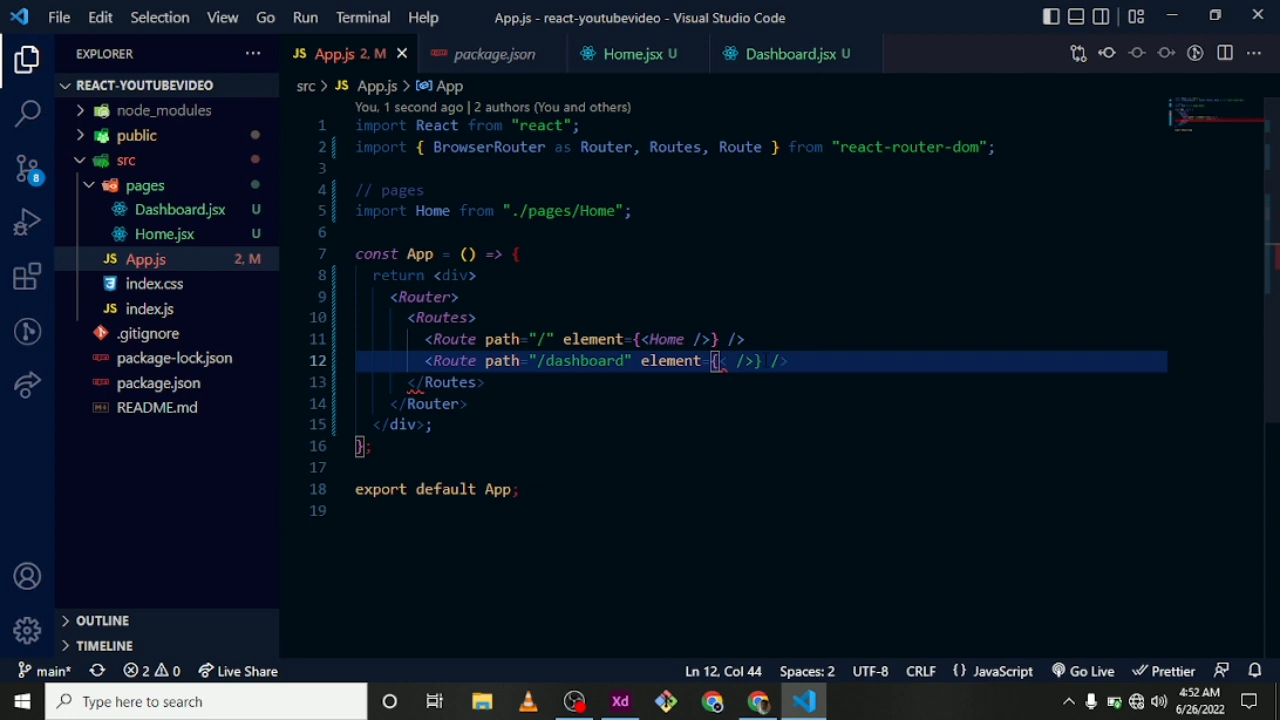 File Edit Selection View Go Run Terminal Help App.js - react-youtubevideo - Visual Studio Code
EXPLORER
REACT-YOUTUBEVIDEO
node_modules
public
src
pages
Dashboard.jsx U
Home.jsx U
App.js 2, M
index.css
index.js
.gitignore
package-lock.json
package.json
README.md
OUTLINE
TIMELINE
8
App.js 2, M package.json Home.jsx U Dashboard.jsx U
src > App.js > App
You, 1 second ago | 2 authors (You and others)
1 import React from "react";
2 import { BrowserRouter as Router, Routes, Route } from "react-router-dom";
3
4 // pages
5 import Home from "./pages/Home";
6
7 const App = () => {
8 return <div>
9 <Router>
10 <Routes>
11 <Route path="/" element={<Home />} />
12 <Route path="/dashboard" element={< />} />
13 </Routes>
14 </Router>
15 </div>;
16 };
17
18 export default App;
19
main* 2 0 Live Share Ln 12, Col 44 Spaces: 2 UTF-8 CRLF {} JavaScript Go Live Prettier
Type here to search
Xd
4:52 AM
6/26/2022